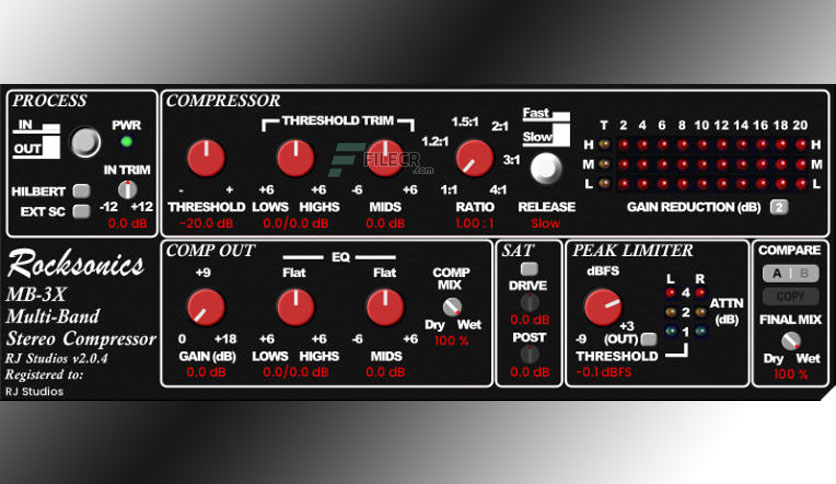 PROCESS
IN
OUT
PWR
IN TRIM
HILBERT
EXT SC
-12 +12
0.0 dB
COMPRESSOR
THRESHOLD TRIM
- +
THRESHOLD
-20.0 dB
+6 +6
LOWS HIGHS
0.0/0.0 dB
-6 +6
MIDS
0.0 dB
FILECR
.com
1.5:1
2:1
1.2:1
3:1
1:1 4:1
RATIO
1.00 : 1
Fast
Slow
RELEASE
Slow
T 2 4 6 8 10 12 14 16 18 20
H H
M M
L L
GAIN REDUCTION (dB) 2
Rocksonics
MB-3X
Multi-Band
Stereo Compressor
RJ Studios v2.0.4
Registered to:
RJ Studios
COMP OUT
EQ
+9
0 +18
GAIN (dB)
0.0 dB
Flat
+6 +6
LOWS HIGHS
0.0/0.0 dB
Flat
-6 +6
MIDS
0.0 dB
COMP
MIX
Dry Wet
100 %
SAT
DRIVE
0.0 dB
POST
0.0 dB
PEAK LIMITER
dBFS
+3
-9 (OUT)
THRESHOLD
-0.1 dBFS
L R
4
2
1
ATTN
(dB)
COMPARE
A B
COPY
FINAL MIX
Dry Wet
100 %